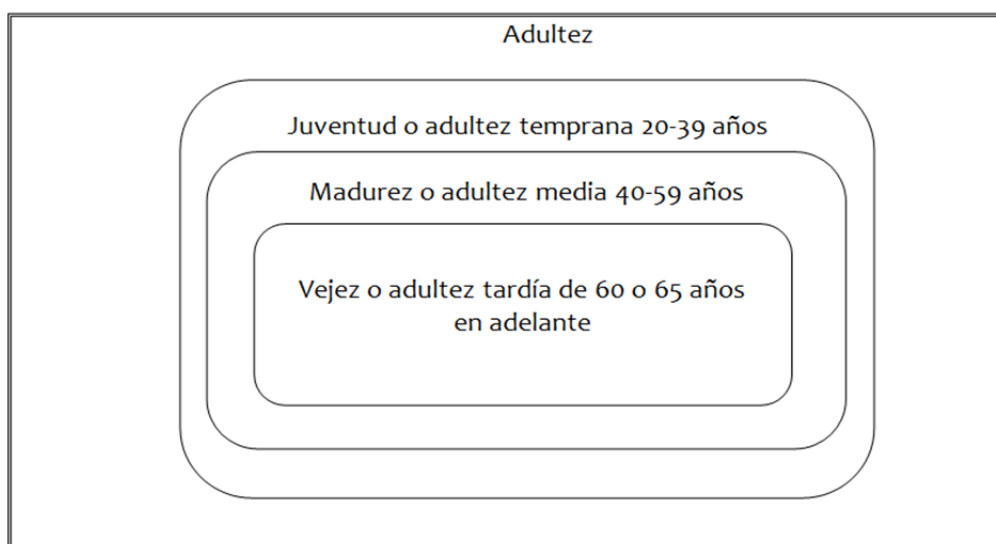 Adultez
Juventud o adultez temprana 20-39 años
Madurez o adultez media 40-59 años
Vejez o adultez tardía de 60 o 65 años
en adelante